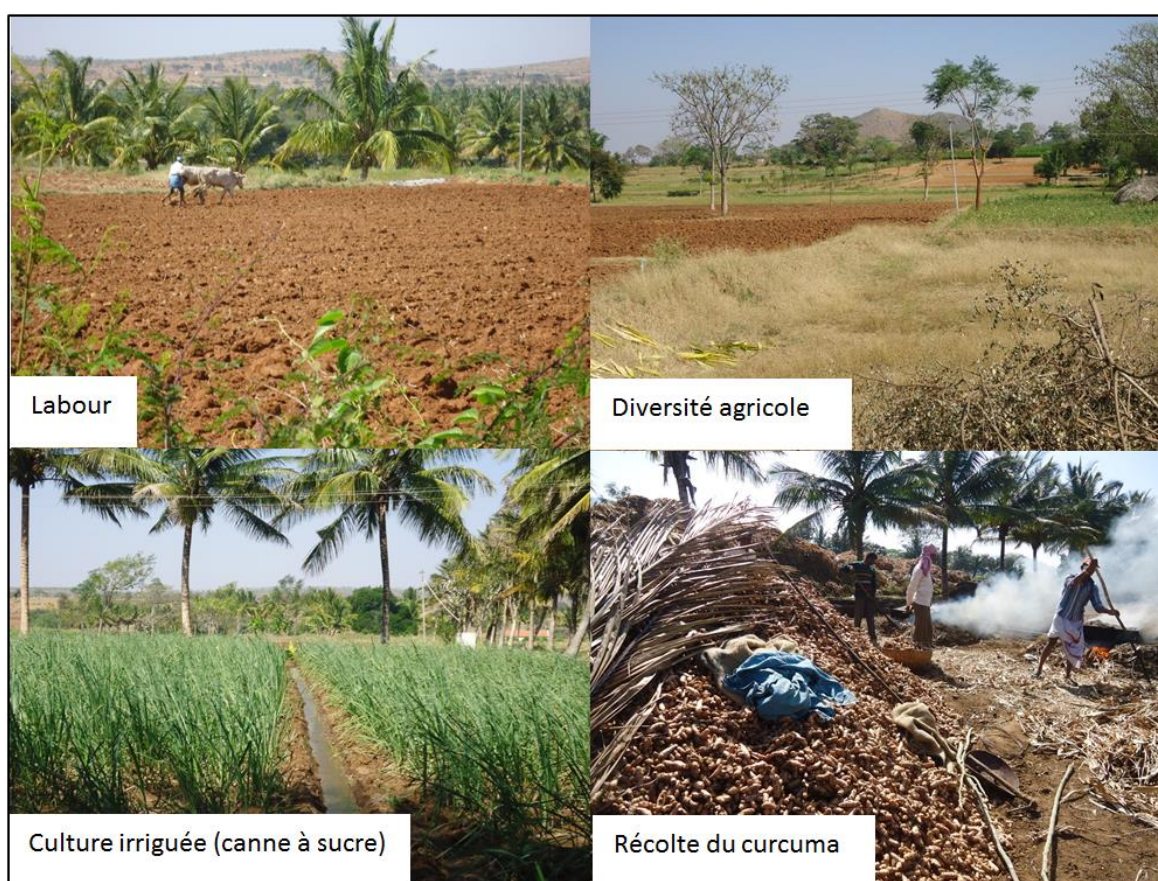 Labour
Diversité agricole
Culture irriguée (canne à sucre)
Récolte du curcuma